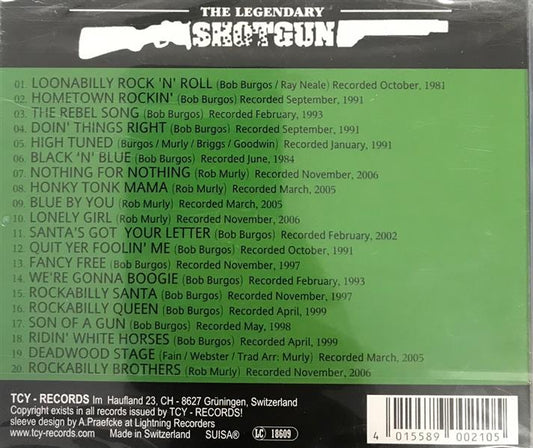 THE LEGENDARY
SHOTGUN
01. LOONABILLY ROCK 'N' ROLL (Bob Burgos / Ray Neale) Recorded October, 1981
02. HOMETOWN ROCKIN' (Bob Burgos) Recorded September, 1991
03. THE REBEL SONG (Bob Burgos) Recorded February, 1993
04. DOIN' THINGS RIGHT (Bob Burgos) Recorded September, 1991
05. HIGH TUNED (Burgos / Murly / Briggs / Goodwin) Recorded January, 1991
06. BLACK 'N' BLUE (Bob Burgos) Recorded June, 1984
07. NOTHING FOR NOTHING (Rob Murly) Recorded November, 2006
08. HONKY TONK MAMA (Rob Murly) Recorded March, 2005
09. BLUE BY YOU (Rob Murly) Recorded March, 2005
10. LONELY GIRL (Rob Murly) Recorded November, 2006
11. SANTA'S GOT YOUR LETTER (Bob Burgos) Recorded February, 2002
12. QUIT YER FOOLIN' ME (Bob Burgos) Recorded October, 1991
13. FANCY FREE (Bob Burgos) Recorded November, 1997
14. WE'RE GONNA BOOGIE (Bob Burgos) Recorded February, 1993
15. ROCKABILLY SANTA (Bob Burgos) Recorded November, 1997
16. ROCKABILLY QUEEN (Bob Burgos) Recorded April, 1999
17. SON OF A GUN (Bob Burgos) Recorded May, 1998
18. RIDIN' WHITE HORSES (Bob Burgos) Recorded April, 1999
19. DEADWOOD STAGE (Fain / Webster / Trad Arr: Murly) Recorded March, 2005
20. ROCKABILLY BROTHERS (Rob Murly) Recorded November, 2006
TCY - RECORDS Im Haufland 23, CH - 8627 Grüningen, Switzerland
Copyright exists in all records issued by TCY - RECORDS!
sleeve design by A.Praefcke at Lightning Recorders
www.tcy-records.com Made in Switzerland SUISA® LC 18609
4 015589 002105